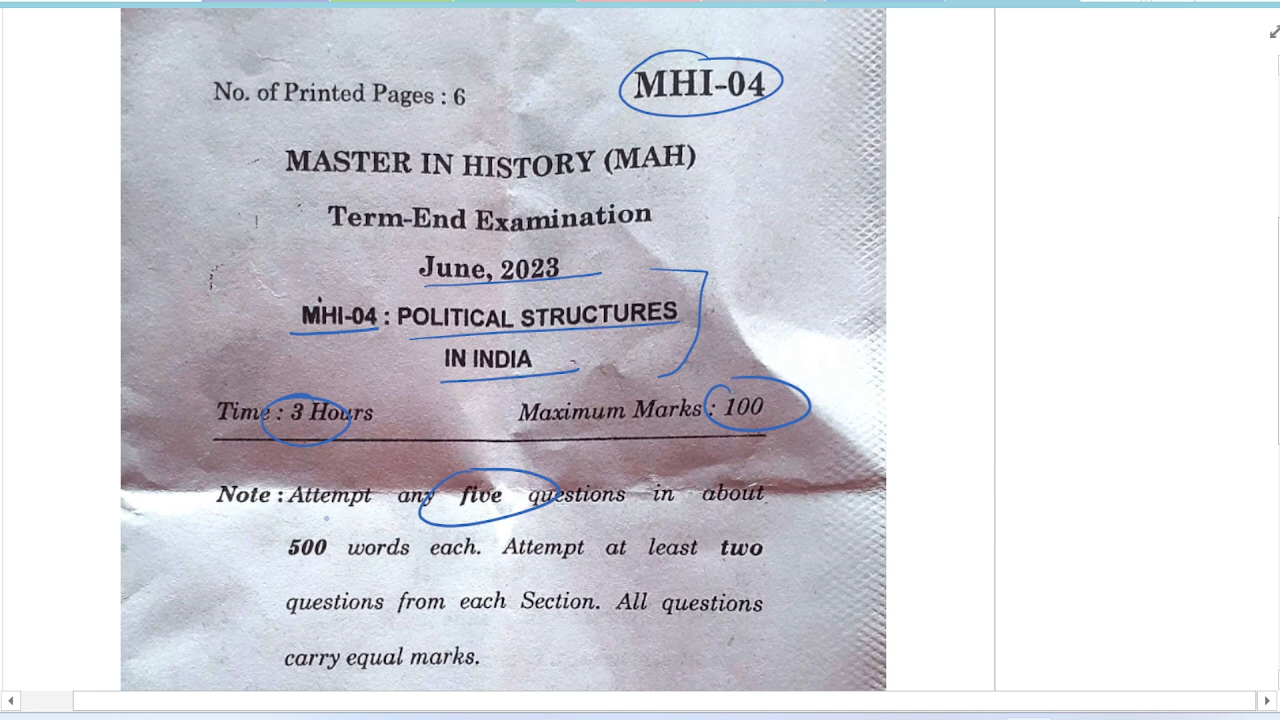 No. of Printed Pages : 6
MHI-04
MASTER IN HISTORY (MAH)
Term-End Examination
June, 2023
MHI-04 : POLITICAL STRUCTURES
IN INDIA
Time : 3 Hours
Maximum Marks : 100
Note : Attempt any five questions in about
500 words each. Attempt at least two
questions from each Section. All questions
carry equal marks.